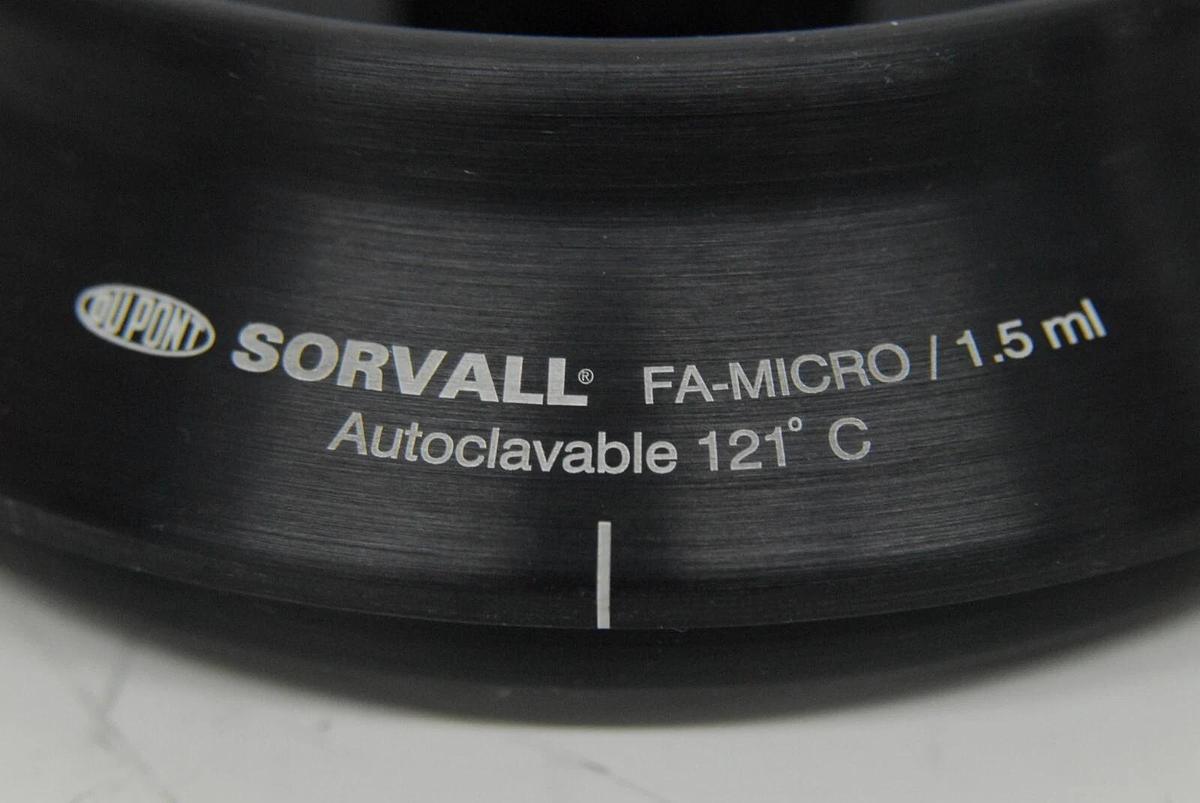 DU PONT SORVALL® FA-MICRO / 1.5 ml
Autoclavable 121° C